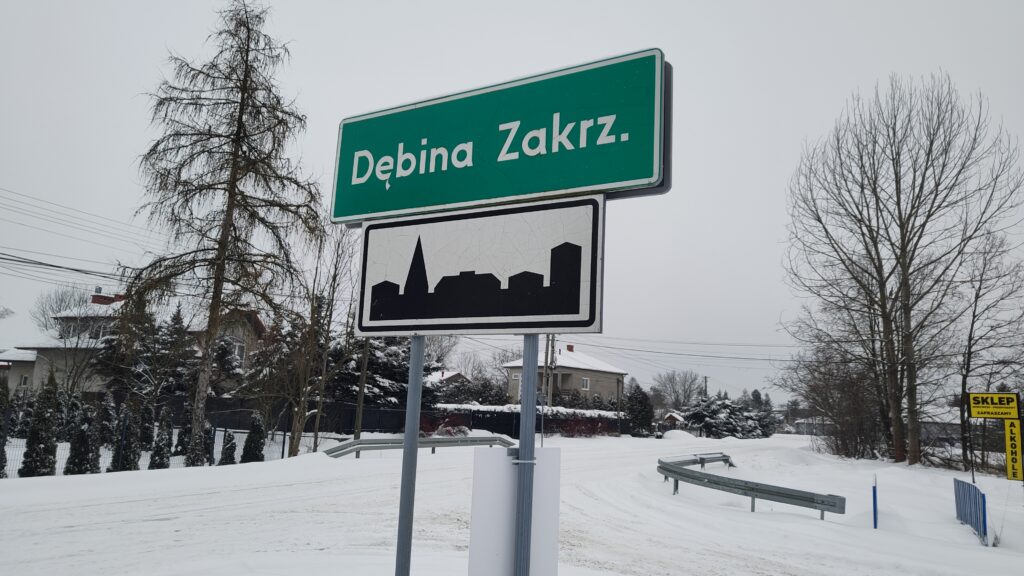 Dębina Zakrz.
SKLEP
ZAPRASZAMY
ALKOHOLE